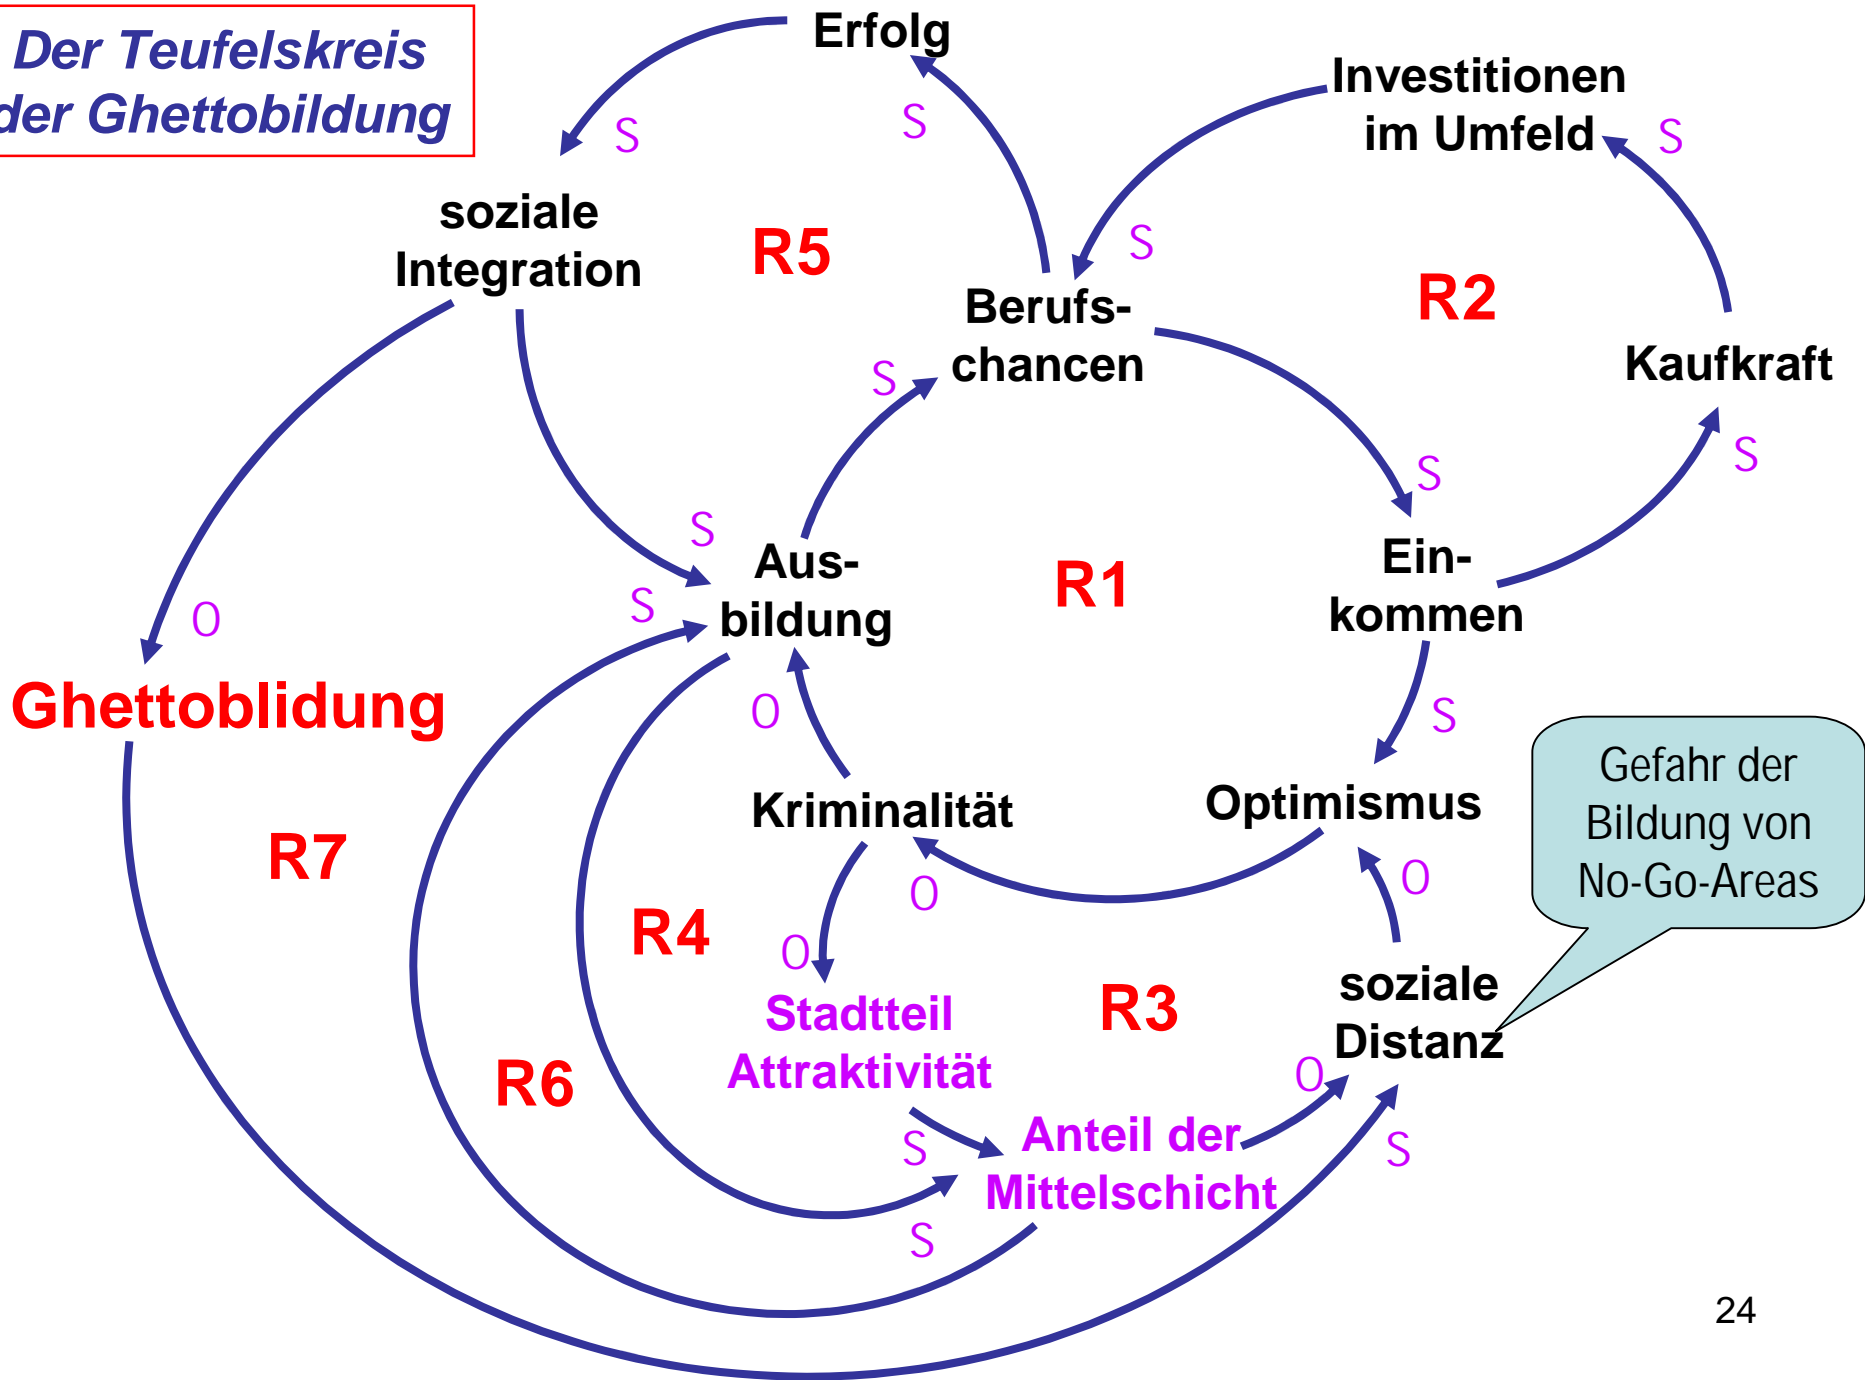 Der Teufelskreis
der Ghettobildung
Erfolg
Investitionen
im Umfeld
S
S
S
soziale
Integration
R5
S
R2
Berufs-
chancen
Kaufkraft
S
S
S
S
Aus-
bildung
R1
Ein-
kommen
S
O
Ghettoblidung
O
S
Gefahr der
Bildung von
No-Go-Areas
Kriminalität
Optimismus
R7
O
O
R4
O
Stadtteil
Attraktivität
R3
soziale
Distanz
R6
O
S
Anteil der
Mittelschicht
S
S
24